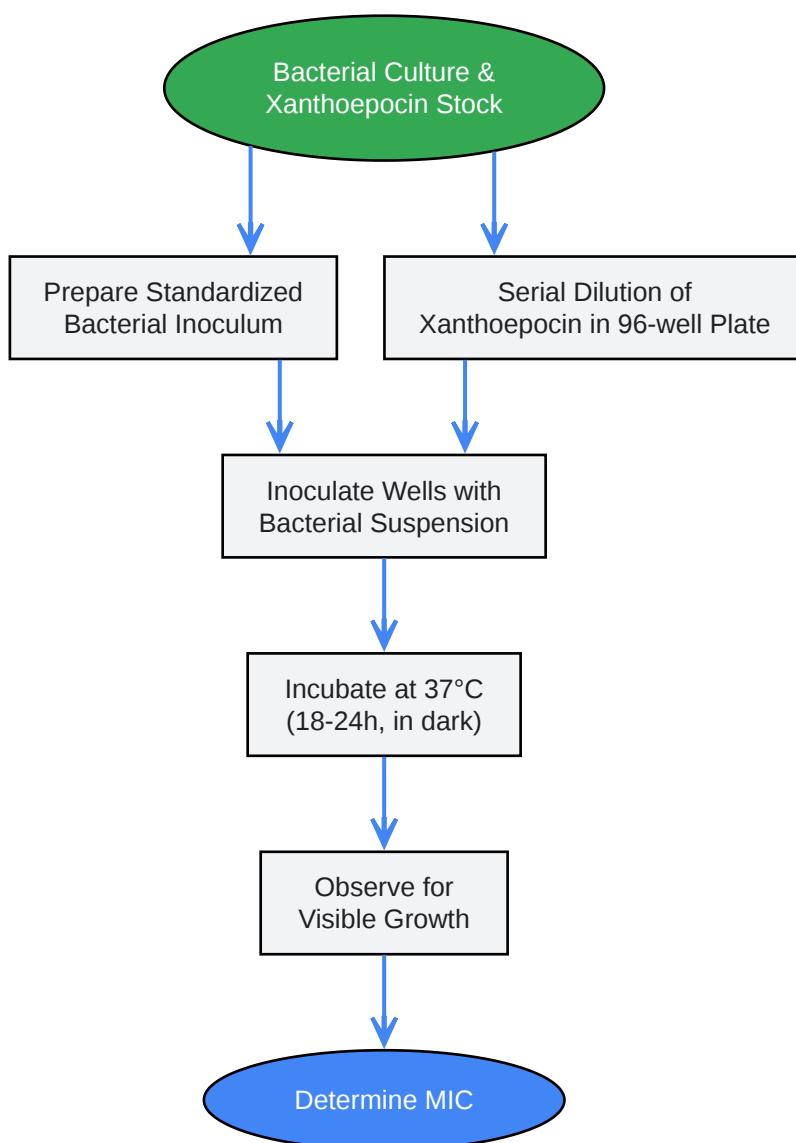 Bacterial Culture &
Xanthoepocin Stock
Prepare Standardized
Bacterial Inoculum
Serial Dilution of
Xanthoepocin in 96-well Plate
Inoculate Wells with
Bacterial Suspension
Incubate at 37°C
(18-24h, in dark)
Observe for
Visible Growth
Determine MIC